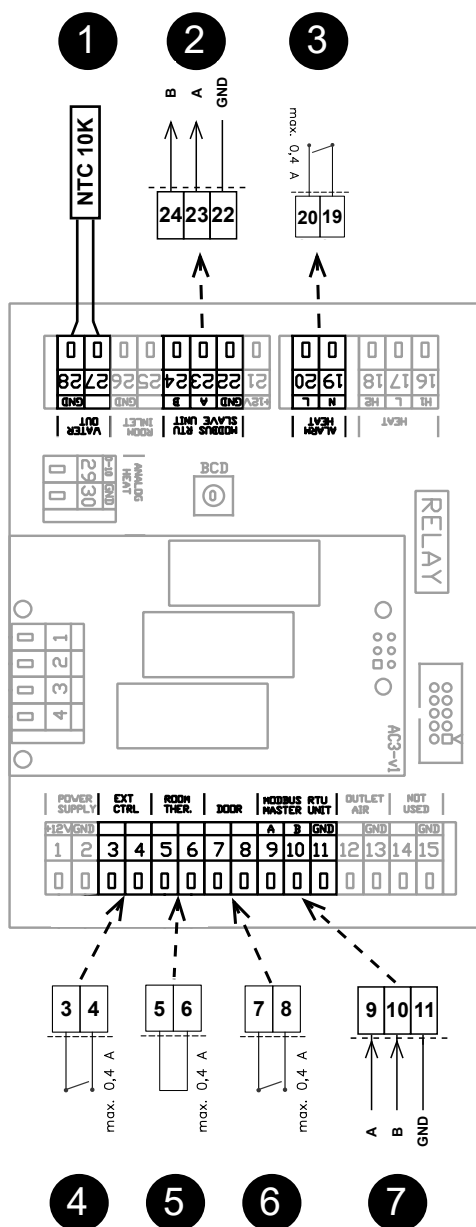 1 2 3
NTC 10K
B A GND
24 23 22
max. 0,4 A
20 19
28 27 26 25 24 23 22 21 20 19 18 17 16
GND GND B A GND +12V L N H2 L H1
VATER OUT
ROOM INLET
MODBUS RTU SLAVE UNIT
ALARM HEAT
HEAT
29 30
0-10 GND
ANALOG HEAT
BCD
RELAY
1
2
3
4
AC3-v1
POWER SUPPLY
EXT CTRL
ROOM THER.
DOOR
MODBUS RTU MASTER UNIT
OUTLET AIR
NOT USED
+12V GND A B GND GND GND
1 2 3 4 5 6 7 8 9 10 11 12 13 14 15
3 4
max. 0,4 A
5 6
max. 0,4 A
7 8
max. 0,4 A
9 10 11
A B GND
4 5 6 7